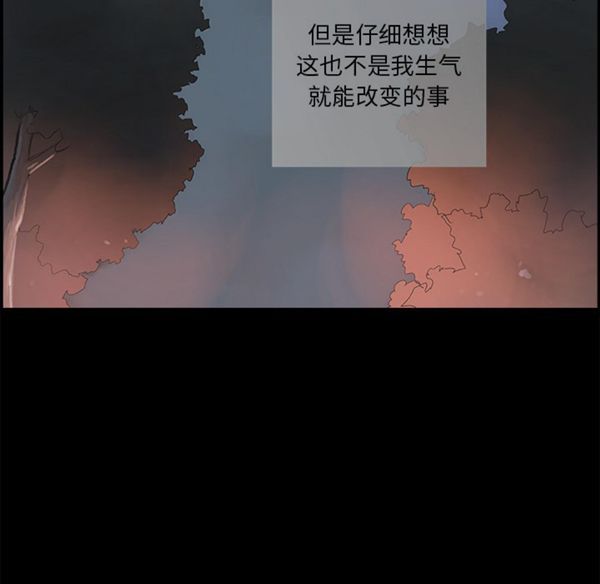 但是仔细想想
这也不是我生气
就能改变的事